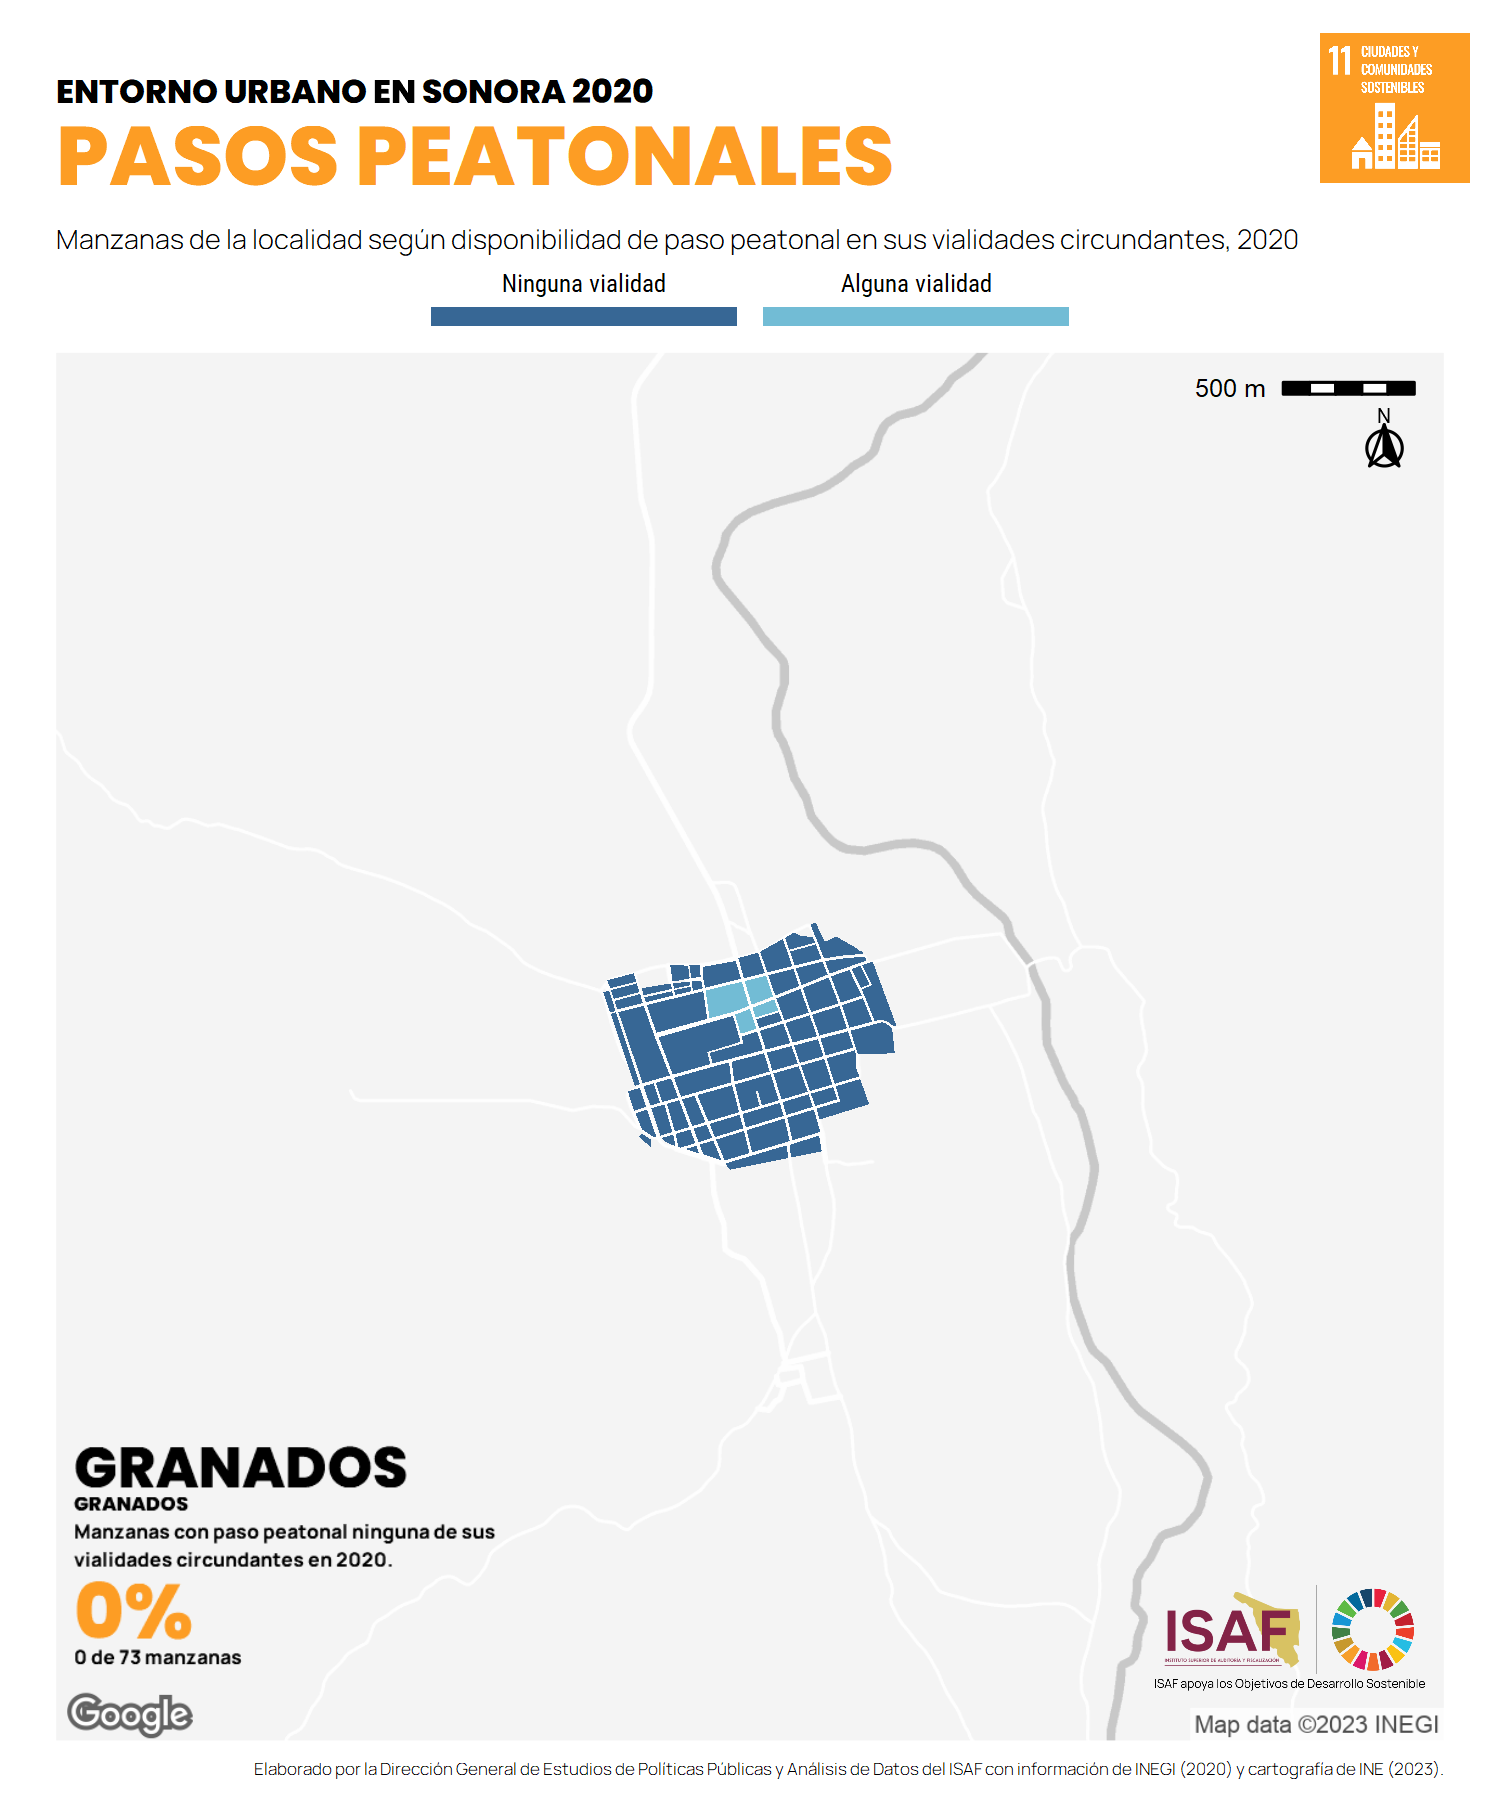 ENTORNO URBANO EN SONORA 2020
PASOS PEATONALES
11 CIUDADES Y
COMUNIDADES
SOSTENIBLES
Manzanas de la localidad según disponibilidad de paso peatonal en sus vialidades circundantes, 2020
Ninguna vialidad Alguna vialidad
500 m
N
GRANADOS
GRANADOS
Manzanas con paso peatonal ninguna de sus
vialidades circundantes en 2020.
0%
0 de 73 manzanas
Google
ISAF
INSTITUTO SUPERIOR DE AUDITORÍA Y FISCALIZACIÓN
ISAF apoya los Objetivos de Desarrollo Sostenible
Map data ©2023 INEGI
Elaborado por la Dirección General de Estudios de Políticas Públicas y Análisis de Datos del ISAF con información de INEGI (2020) y cartografía de INE (2023).